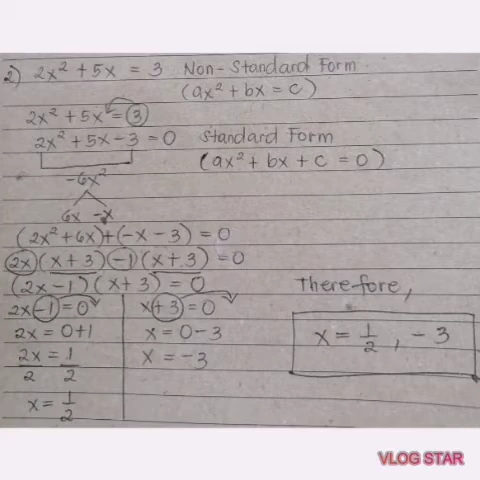 2) 2x² + 5x = 3 Non-Standard Form
(ax² + bx = c)
2x² + 5x = 3
2x² + 5x - 3 = 0 Standard Form
(ax² + bx + c = 0)
-6x²
6x -x
(2x² + 6x) + (-x - 3) = 0
2x (x + 3) -1 (x + 3) = 0
(2x - 1) (x + 3) = 0
Therefore,
2x - 1 = 0 x + 3 = 0
2x = 0 + 1 x = 0 - 3
x = 1/2 , -3
2x/2 = 1/2 x = -3
x = 1/2
VLOG STAR